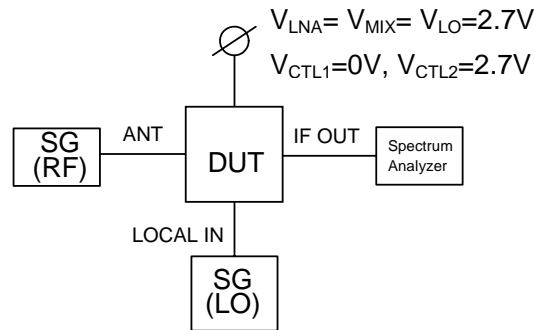 V_LNA= V_MIX= V_LO=2.7V
V_CTL1=0V, V_CTL2=2.7V
SG
(RF)
ANT
DUT
IF OUT
Spectrum
Analyzer
LOCAL IN
SG
(LO)